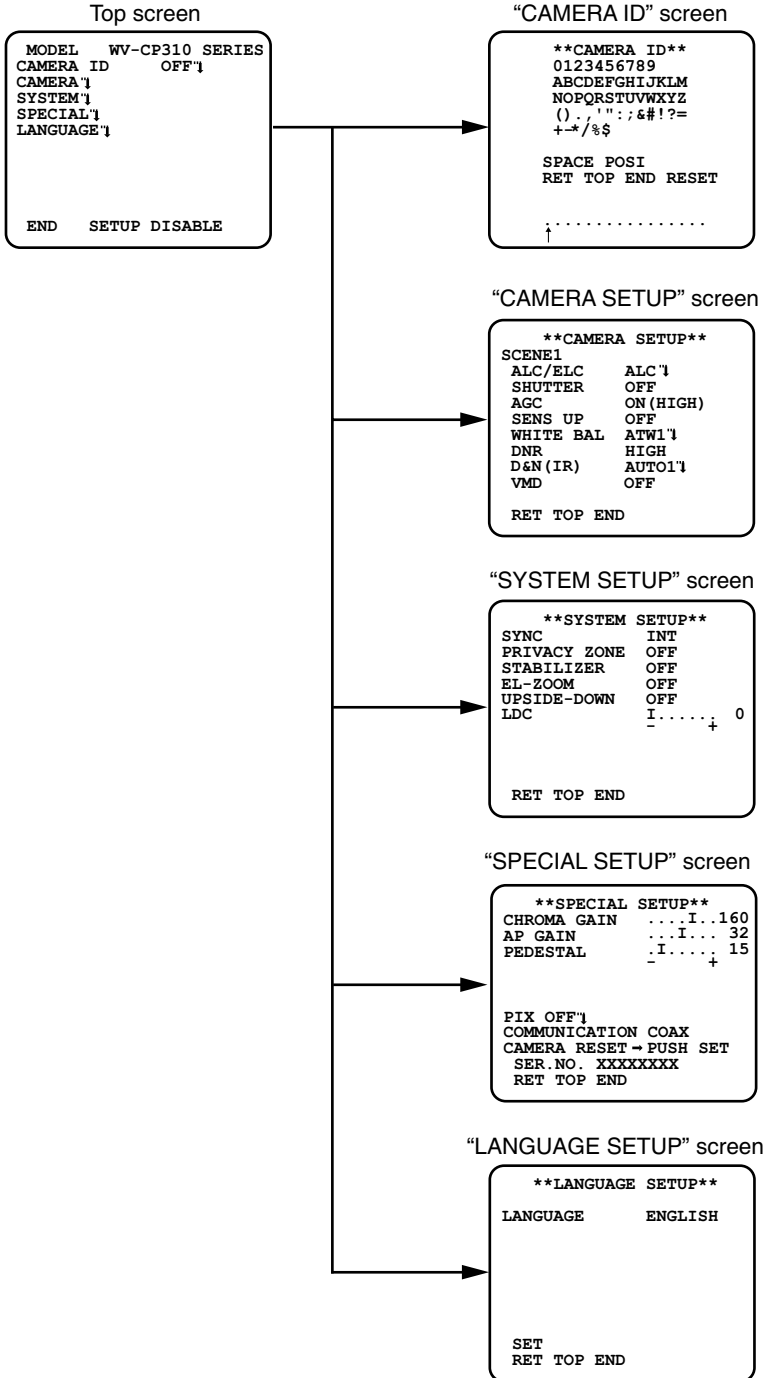 Top screen
MODEL WV-CP310 SERIES
CAMERA ID OFF
CAMERA
SYSTEM
SPECIAL
LANGUAGE
END SETUP DISABLE
“CAMERA ID” screen
**CAMERA ID**
0123456789
ABCDEFGHIJKLM
NOPQRSTUVWXYZ
().,'":;&#!?=
+-*/%$
SPACE POSI
RET TOP END RESET
................
↑
“CAMERA SETUP” screen
**CAMERA SETUP**
SCENE1
ALC/ELC ALC
SHUTTER OFF
AGC ON(HIGH)
SENS UP OFF
WHITE BAL ATW1
DNR HIGH
D&N(IR) AUTO1
VMD OFF
RET TOP END
“SYSTEM SETUP” screen
**SYSTEM SETUP**
SYNC INT
PRIVACY ZONE OFF
STABILIZER OFF
EL-ZOOM OFF
UPSIDE-DOWN OFF
LDC I...... 0
- +
RET TOP END
“SPECIAL SETUP” screen
**SPECIAL SETUP**
CHROMA GAIN ....I..160
AP GAIN ...I... 32
PEDESTAL .I..... 15
- +
PIX OFF
COMMUNICATION COAX
CAMERA RESET→PUSH SET
SER.NO. XXXXXXXX
RET TOP END
“LANGUAGE SETUP” screen
**LANGUAGE SETUP**
LANGUAGE ENGLISH
SET
RET TOP END